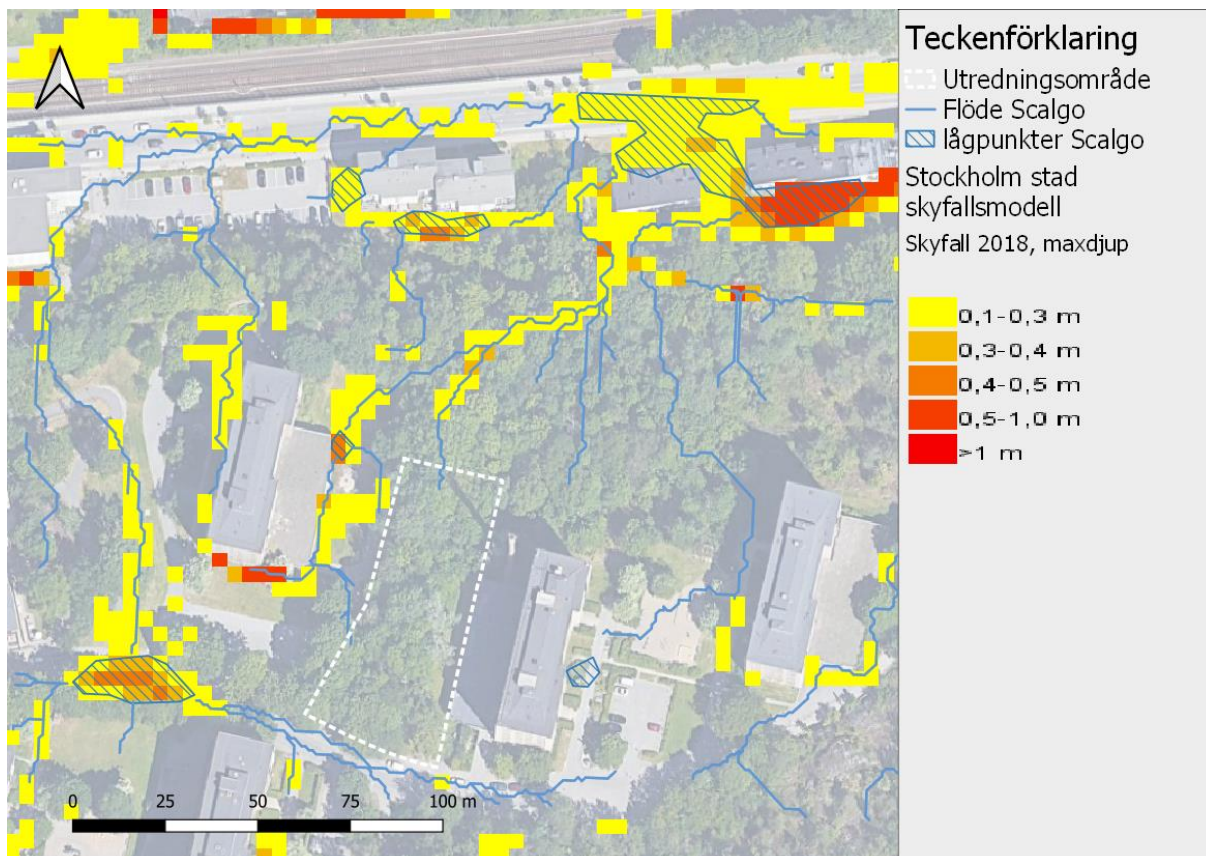 Teckenförklaring
Utredningsområde
Flöde Scalgo
lågpunkter Scalgo
Stockholm stad
skyfallsmodell
Skyfall 2018, maxdjup
0,1-0,3 m
0,3-0,4 m
0,4-0,5 m
0,5-1,0 m
>1 m
0 25 50 75 100 m